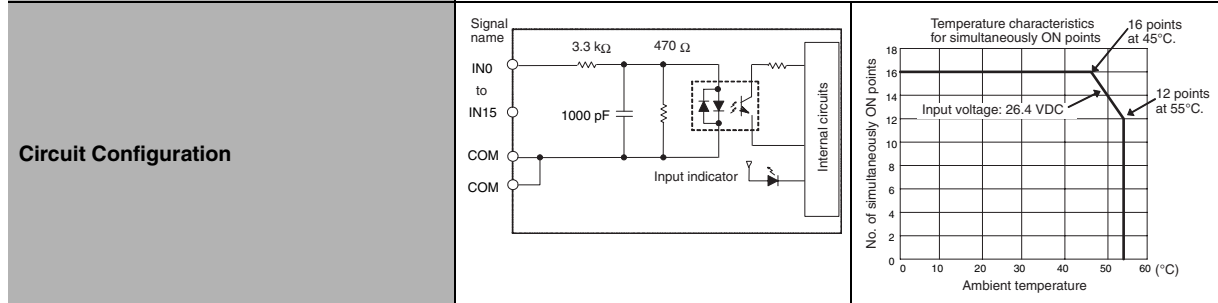 Circuit Configuration
Signal
name
3.3 kΩ
470 Ω
IN0
to
IN15
1000 pF
COM
COM
Input indicator
Internal circuits
Temperature characteristics
for simultaneously ON points
16 points
at 45°C.
12 points
at 55°C.
Input voltage: 26.4 VDC
No. of simultaneously ON points
18
16
14
12
10
8
6
4
2
0
0 10 20 30 40 50 60 (°C)
Ambient temperature